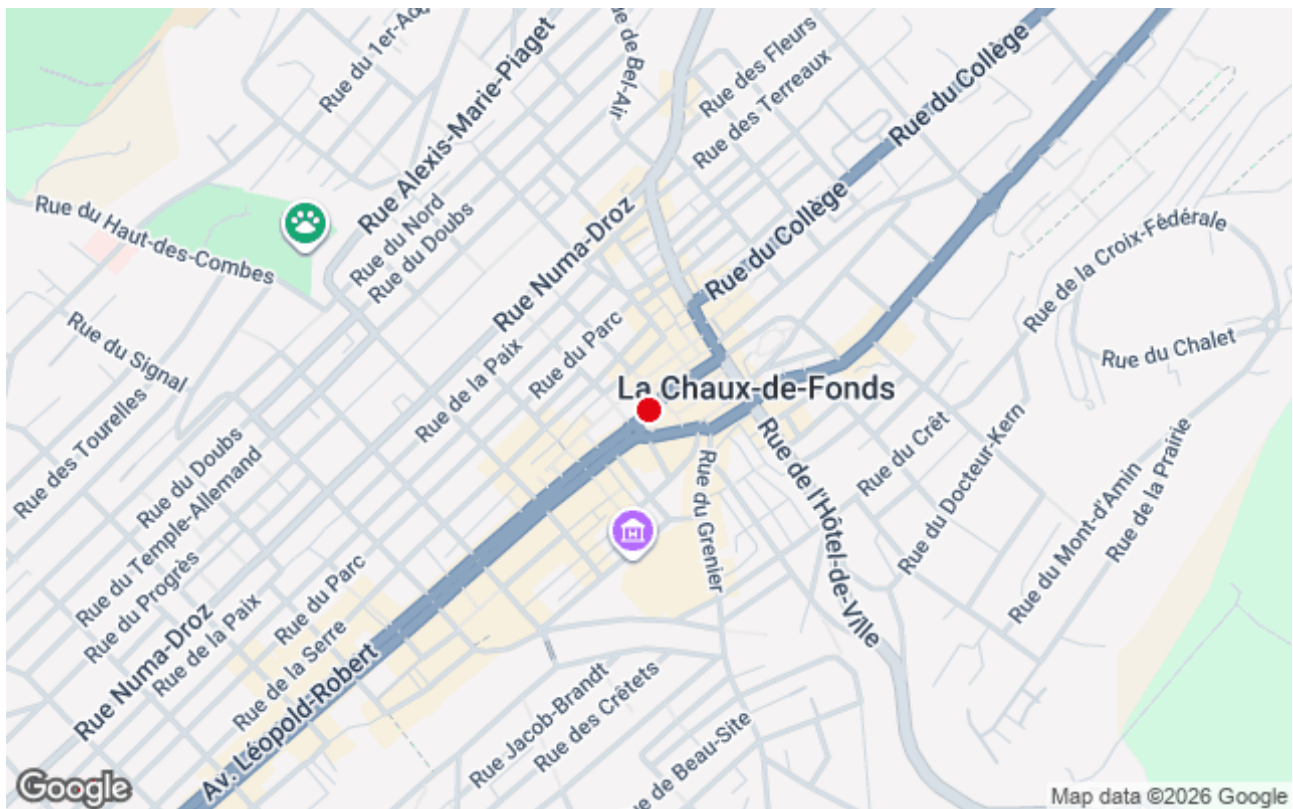 Rue du 1er-Aoû
Rue Alexis-Marie-Piaget
ue de Bel-Air
Rue des Fleurs
Rue des Terreaux
Rue du Collège
Rue du Collège
Rue du Collège
Rue du Haut-des-Combes
Rue du Nord
Rue du Doubs
Rue Numa-Droz
Rue de la Croix-Fédérale
Rue du Chalet
Rue du Signal
Rue de la Paix
Rue du Parc
La Chaux-de-Fonds
Rue des Tourelles
Rue du Doubs
Rue du Temple-Allemand
Rue du Progrès
Rue Numa-Droz
Rue de la Paix
Rue du Parc
Rue de la Serre
Av. Léopold-Robert
Rue du Grenier
Rue de l'Hôtel-de-Ville
Rue du Crêt
Rue du Docteur-Kern
Rue du Mont-d'Amin
Rue de la Prairie
Rue Jacob-Brandt
Rue des Crêtets
e de Beau-Site
Google
Map data ©2026 Google